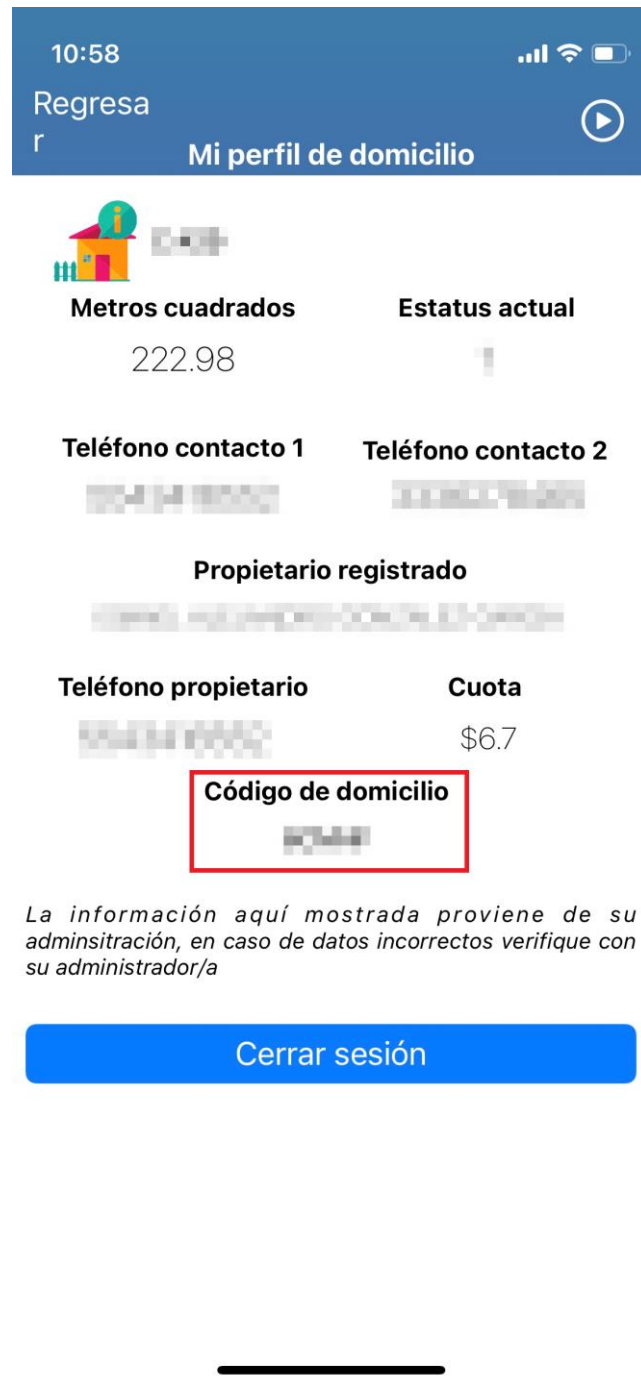 10:58
Regresa
r
Mi perfil de domicilio
Metros cuadrados Estatus actual
222.98
Teléfono contacto 1 Teléfono contacto 2
Propietario registrado
Teléfono propietario Cuota
$6.7
Código de domicilio
La información aquí mostrada proviene de su
adminsitración, en caso de datos incorrectos verifique con
su administrador/a
Cerrar sesión